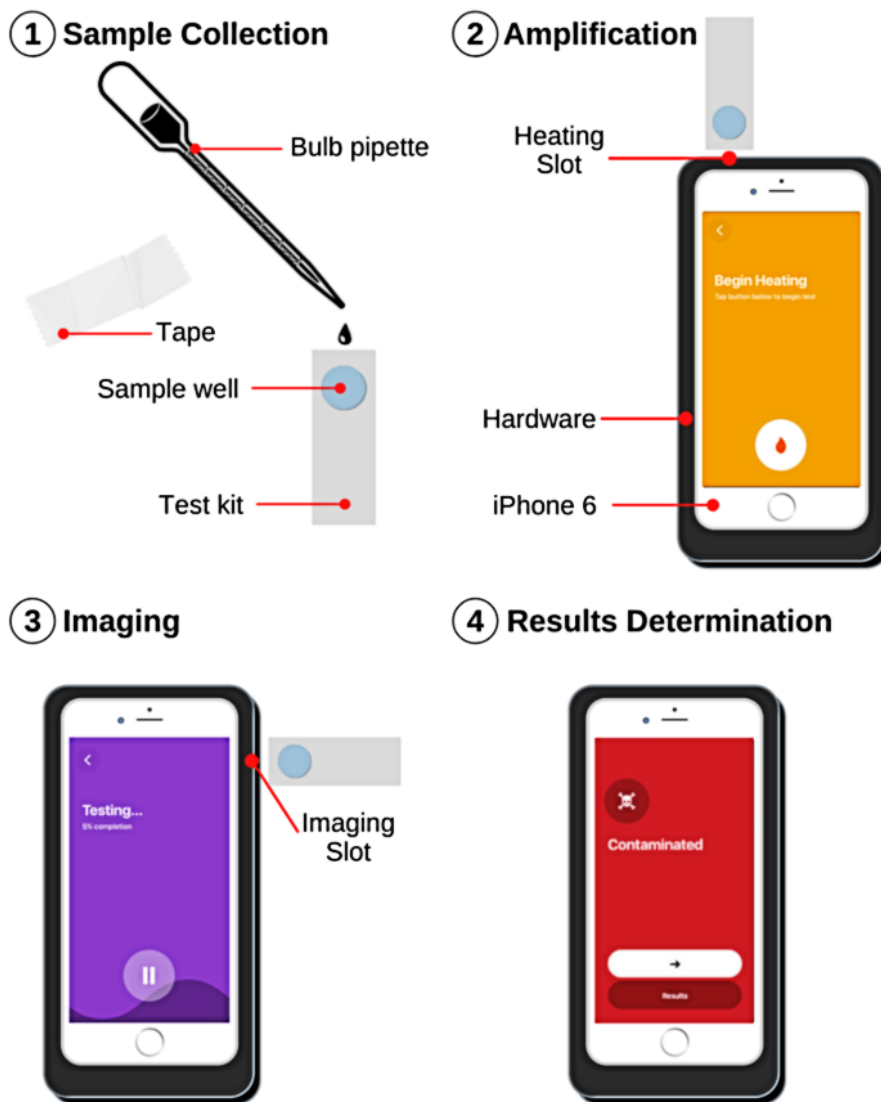 1 Sample Collection
Bulb pipette
Tape
Sample well
Test kit
2 Amplification
Heating
Slot
Begin Heating
Tap button below to begin test
Hardware
iPhone 6
3 Imaging
Testing...
5% completion
Imaging
Slot
4 Results Determination
Contaminated
Results